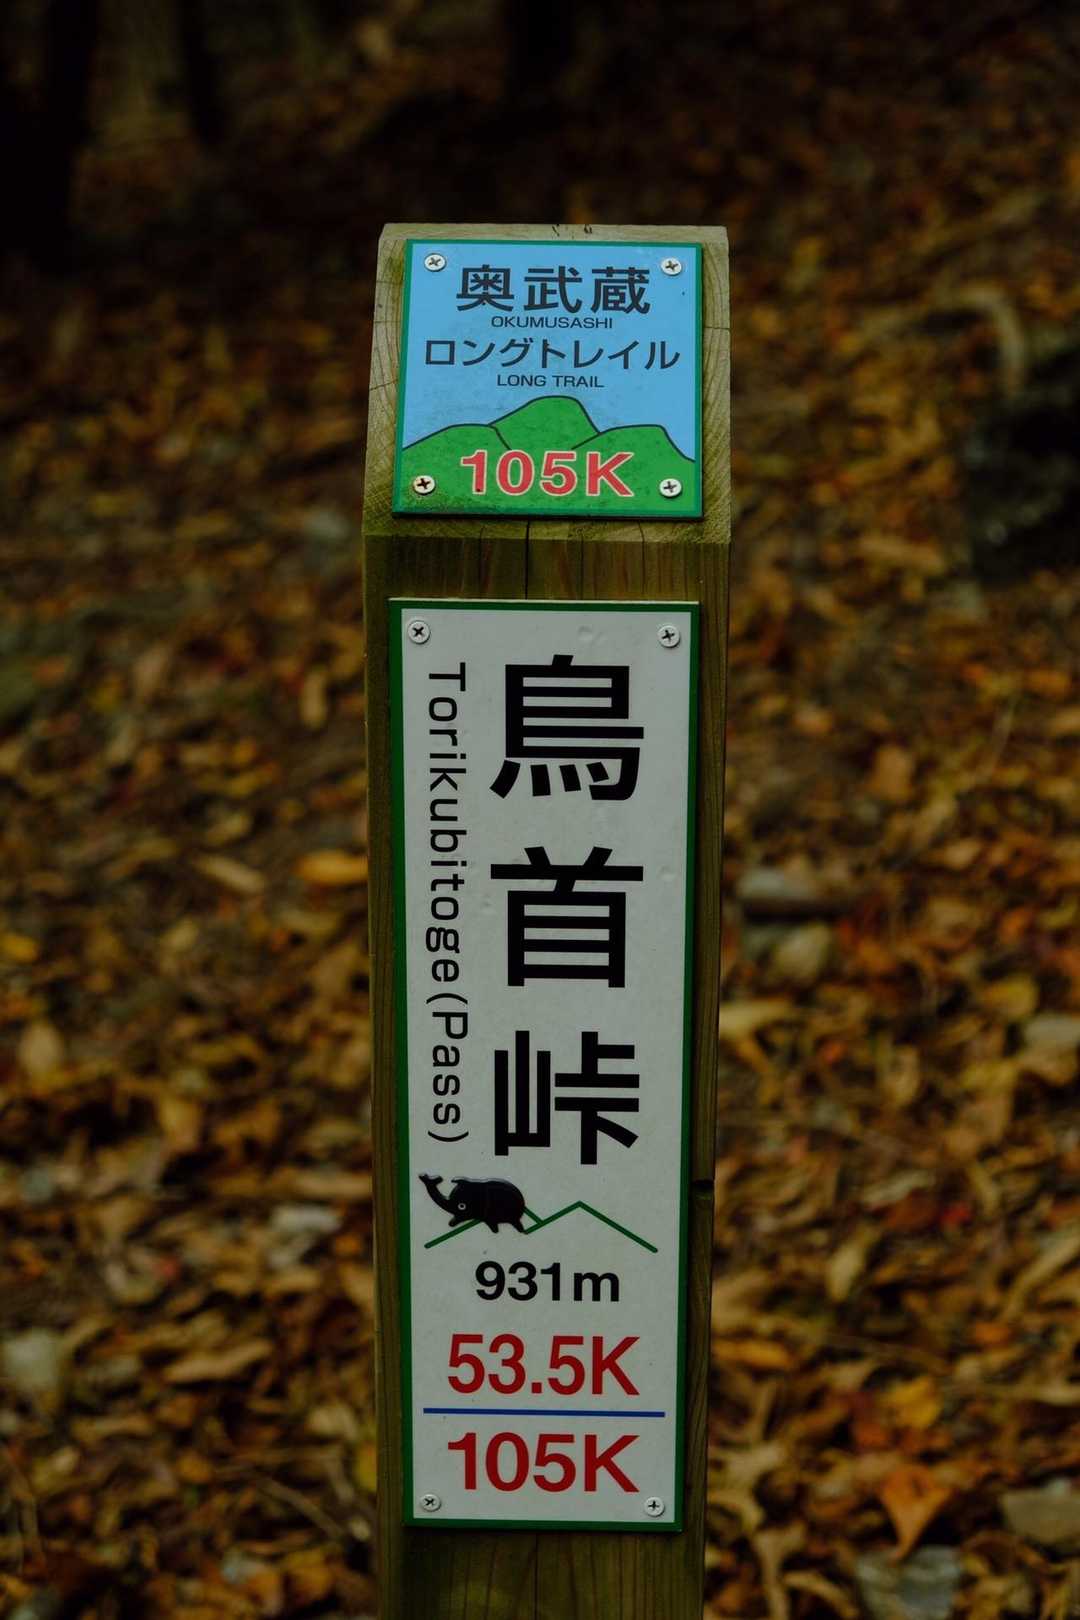 奥武蔵
OKUMUSASHI
ロングトレイル
LONG TRAIL
105K
鳥首峠
Torikubitoge(Pass)
931m
53.5K
105K